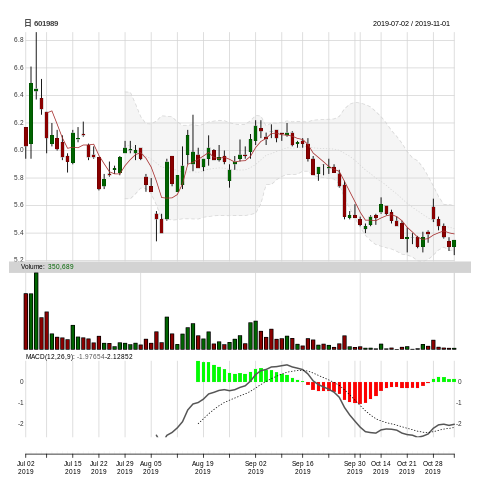 日 601989 2019-07-02 / 2019-11-01
6.8
6.6
6.4
6.2
6.0
5.8
5.6
5.4
5.2
Volume: 350,689
MACD(12,26,9): -1.97654-2.12852
0 0
-1 -1
-2 -2
Jul 02 Jul 15 Jul 22 Jul 29 Aug 05 Aug 19 Sep 02 Sep 16 Sep 30 Oct 14 Oct 21 Oct 28
2019 2019 2019 2019 2019 2019 2019 2019 2019 2019 2019 2019